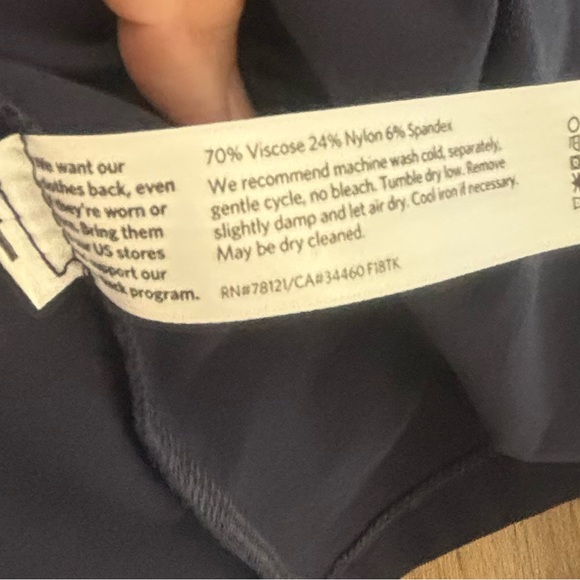 We want our
clothes back, even
if they're worn or
Bring them
US stores
support our
program.
70% Viscose 24% Nylon 6% Spandex
We recommend machine wash cold, separately,
gentle cycle, no bleach. Tumble dry low. Remove
slightly damp and let air dry. Cool iron if necessary.
May be dry cleaned.
RN#78121/CA#34460 F18TK